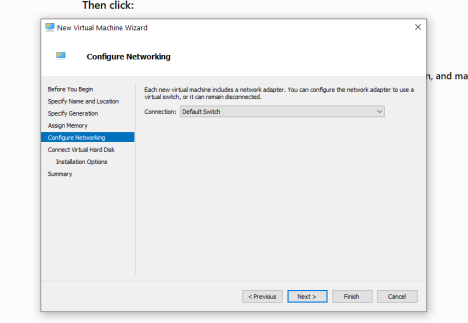 Then click:
New Virtual Machine Wizard
Configure Networking
Before You Begin
Specify Name and Location
Specify Generation
Assign Memory
Configure Networking
Connect Virtual Hard Disk
Installation Options
Summary
Each new virtual machine includes a network adapter. You can configure the network adapter to use a
virtual switch, or it can remain disconnected.
Connection: Default Switch
, and ma
< Previous Next > Finish Cancel